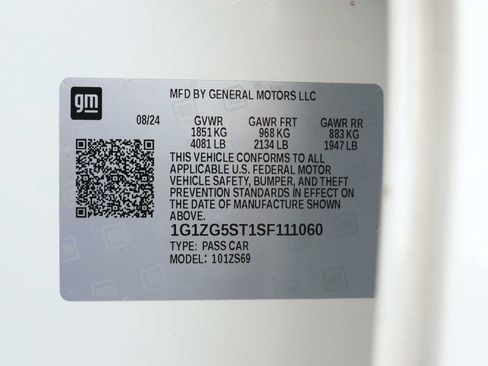 gm
MFD BY GENERAL MOTORS LLC
08/24 GVWR GAWR FRT GAWR RR
1851 KG 968 KG 883 KG
4081 LB 2134 LB 1947 LB
THIS VEHICLE CONFORMS TO ALL
APPLICABLE U.S. FEDERAL MOTOR
VEHICLE SAFETY, BUMPER, AND THEFT
PREVENTION STANDARDS IN EFFECT ON
THE DATE OF MANUFACTURE SHOWN
ABOVE.
1G1ZG5ST1SF111060
TYPE: PASS CAR
MODEL: 101ZS69